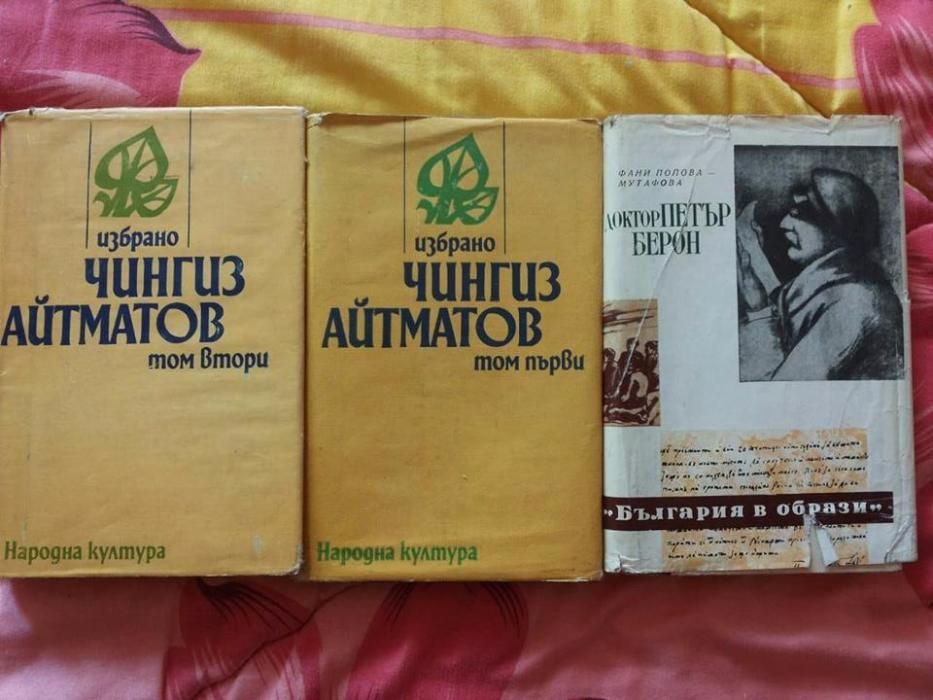 избрано
ЧИНГИЗ
АЙТМАТОВ
том втори
Народна култура
избрано
ЧИНГИЗ
АЙТМАТОВ
том първи
Народна култура
ФАНИ ПОПОВА –
МУТАФОВА
ДОКТОР ПЕТЪР
БЕРОН
"България в образи"